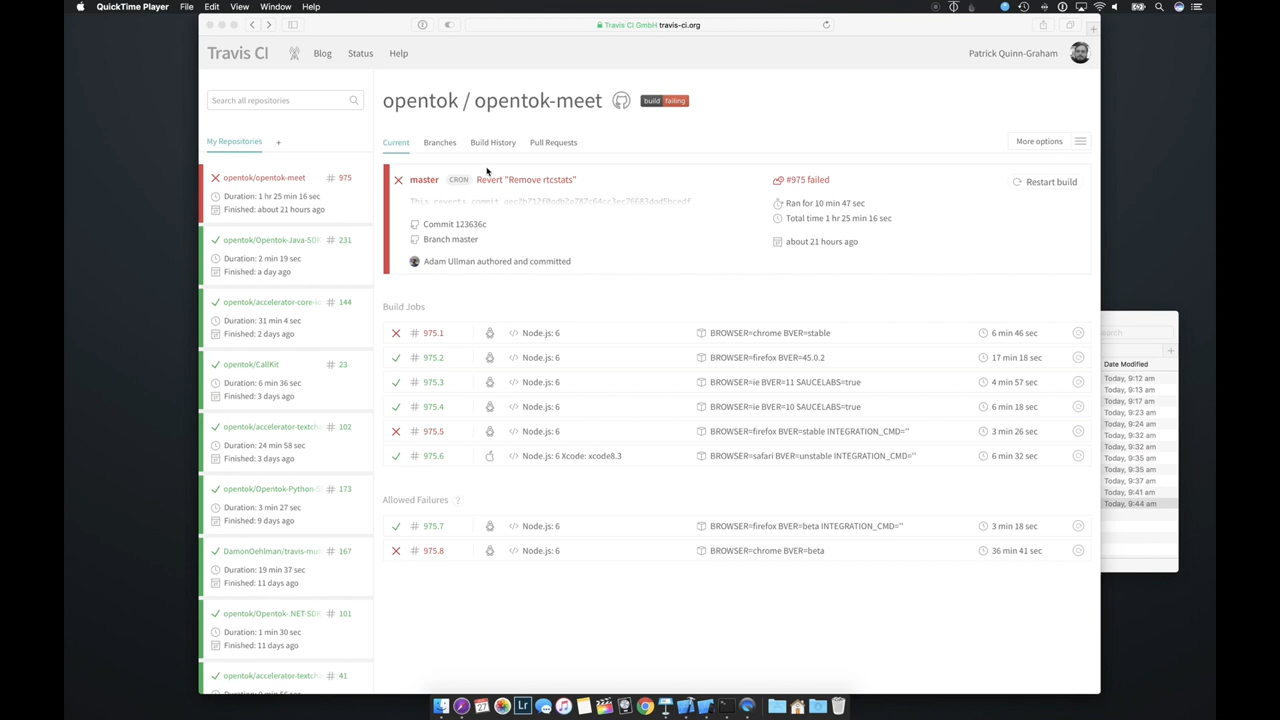 QuickTime Player File Edit View Window Help
Travis CI GmbH travis-ci.org
Travis CI Blog Status Help Patrick Quinn-Graham
Search all repositories
My Repositories +
opentok / opentok-meet build failing
Current Branches Build History Pull Requests More options
opentok/opentok-meet # 975
Duration: 1 hr 25 min 16 sec
Finished: about 21 hours ago
opentok/Opentok-Java-SDK # 231
Duration: 2 min 19 sec
Finished: a day ago
opentok/accelerator-core-io # 144
Duration: 31 min 4 sec
Finished: 2 days ago
opentok/CallKit # 23
Duration: 6 min 36 sec
Finished: 3 days ago
opentok/accelerator-textch # 102
Duration: 24 min 58 sec
Finished: 3 days ago
opentok/Opentok-Python-S # 173
Duration: 3 min 27 sec
Finished: 9 days ago
DamonOehlman/travis-mul # 167
Duration: 19 min 37 sec
Finished: 11 days ago
opentok/Opentok-.NET-SDK # 101
Duration: 1 min 30 sec
Finished: 11 days ago
opentok/accelerator-textch # 41
master CRON Revert "Remove rtcstats"
This reverts commit
Commit 123636c
Branch master
Adam Ullman authored and committed
#975 failed
Ran for 10 min 47 sec
Total time 1 hr 25 min 16 sec
about 21 hours ago
Restart build
Build Jobs
# 975.1 Node.js: 6 BROWSER=chrome BVER=stable 6 min 46 sec
# 975.2 Node.js: 6 BROWSER=firefox BVER=45.0.2 17 min 18 sec
# 975.3 Node.js: 6 BROWSER=ie BVER=11 SAUCELABS=true 4 min 57 sec
# 975.4 Node.js: 6 BROWSER=ie BVER=10 SAUCELABS=true 6 min 18 sec
# 975.5 Node.js: 6 BROWSER=firefox BVER=stable INTEGRATION_CMD='' 3 min 26 sec
# 975.6 Node.js: 6 Xcode: xcode8.3 BROWSER=safari BVER=unstable INTEGRATION_CMD='' 6 min 32 sec
Allowed Failures ?
# 975.7 Node.js: 6 BROWSER=firefox BVER=beta INTEGRATION_CMD='' 3 min 18 sec
# 975.8 Node.js: 6 BROWSER=chrome BVER=beta 36 min 41 sec
Date Modified
Today, 9:12 am
Today, 9:13 am
Today, 9:17 am
Today, 9:23 am
Today, 9:24 am
Today, 9:32 am
Today, 9:32 am
Today, 9:35 am
Today, 9:35 am
Today, 9:37 am
Today, 9:41 am
Today, 9:44 am